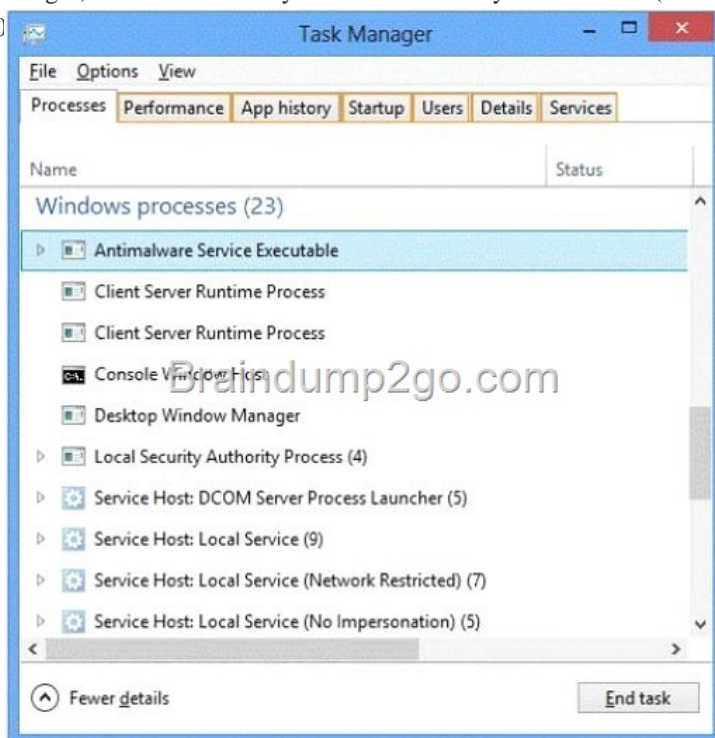 Task Manager
File Options View
Processes Performance App history Startup Users Details Services
Name Status
Windows processes (23)
Antimalware Service Executable
Client Server Runtime Process
Client Server Runtime Process
Console Window Host
Braindump2go.com
Desktop Window Manager
Local Security Authority Process (4)
Service Host: DCOM Server Process Launcher (5)
Service Host: Local Service (9)
Service Host: Local Service (Network Restricted) (7)
Service Host: Local Service (No Impersonation) (5)
Fewer details End task